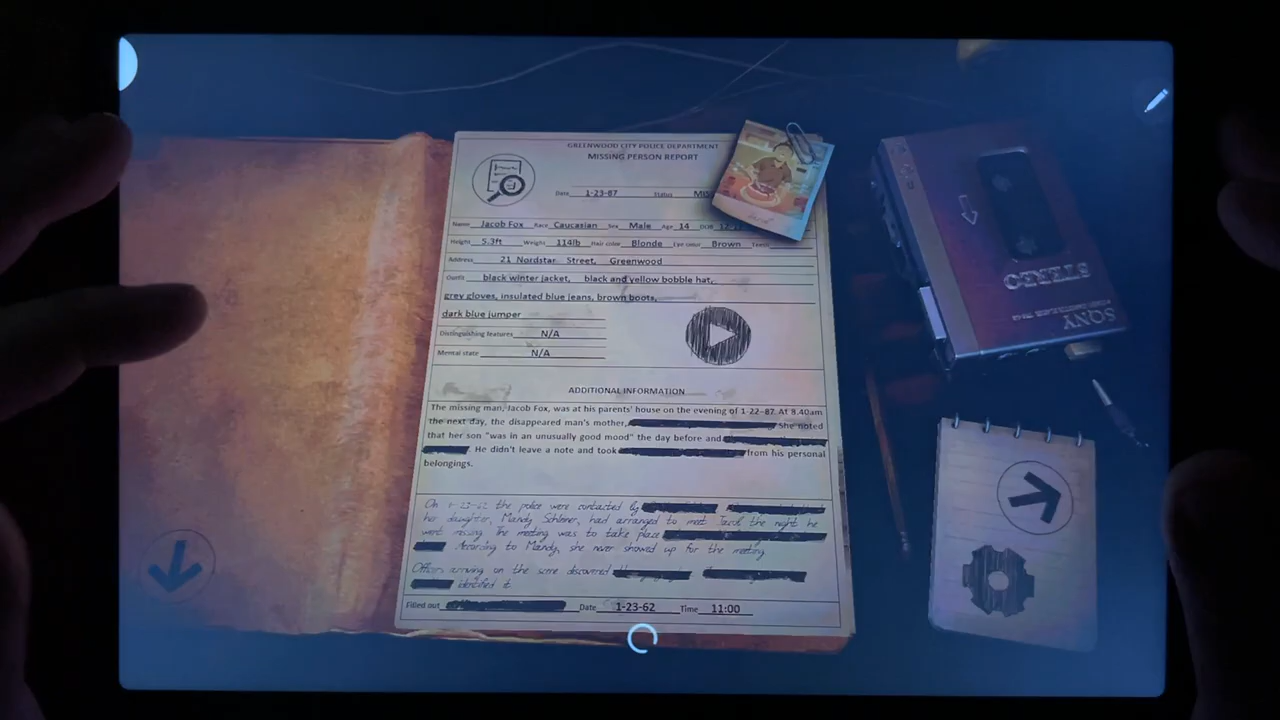 GREENWOOD CITY POLICE DEPARTMENT
MISSING PERSON REPORT
Date 1-23-87 Status
Name Jacob Fox Race Caucasian Sex Male Age 14 DOB
Height 5.3ft Weight 114lb Hair color Blonde Eye color Brown
Address 21 Nordstar Street, Greenwood
Outfit black winter jacket, black and yellow bobble hat,
grey gloves, insulated blue jeans, brown boots,
dark blue jumper
Distinguishing features N/A
Mental state N/A
ADDITIONAL INFORMATION
The missing man, Jacob Fox, was at his parents' house on the evening of 1-22-87. At 8.40am
the next day, the disappeared man's mother, She noted
that her son "was in an unusually good mood" the day before and
. He didn't leave a note and took from his personal
belongings.
On 1-23-62 the police were contacted by
her daughter, Mandy had arranged to meet Jacob the night he
went missing. The meeting was to take place
According to Mandy, she never showed up for the meeting.
Officers arriving on the scene discovered
identified it
Filled out Date 1-23-62 Time 11:00
STEREO
SQNY